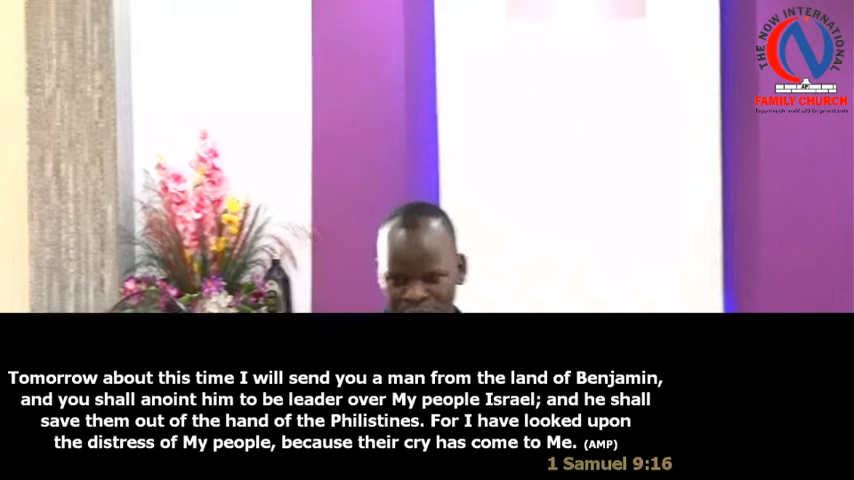 THE NOW INTERNATIONAL
FAMILY CHURCH
Tomorrow about this time I will send you a man from the land of Benjamin,
and you shall anoint him to be leader over My people Israel; and he shall
save them out of the hand of the Philistines. For I have looked upon
the distress of My people, because their cry has come to Me. (AMP)
1 Samuel 9:16